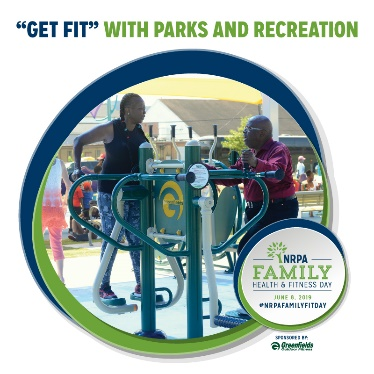 “GET FIT” WITH PARKS AND RECREATION
G
NRPA
FAMILY
HEALTH & FITNESS DAY
JUNE 8, 2019
#NRPAFAMILYFITDAY
SPONSORED BY:
Greenfields